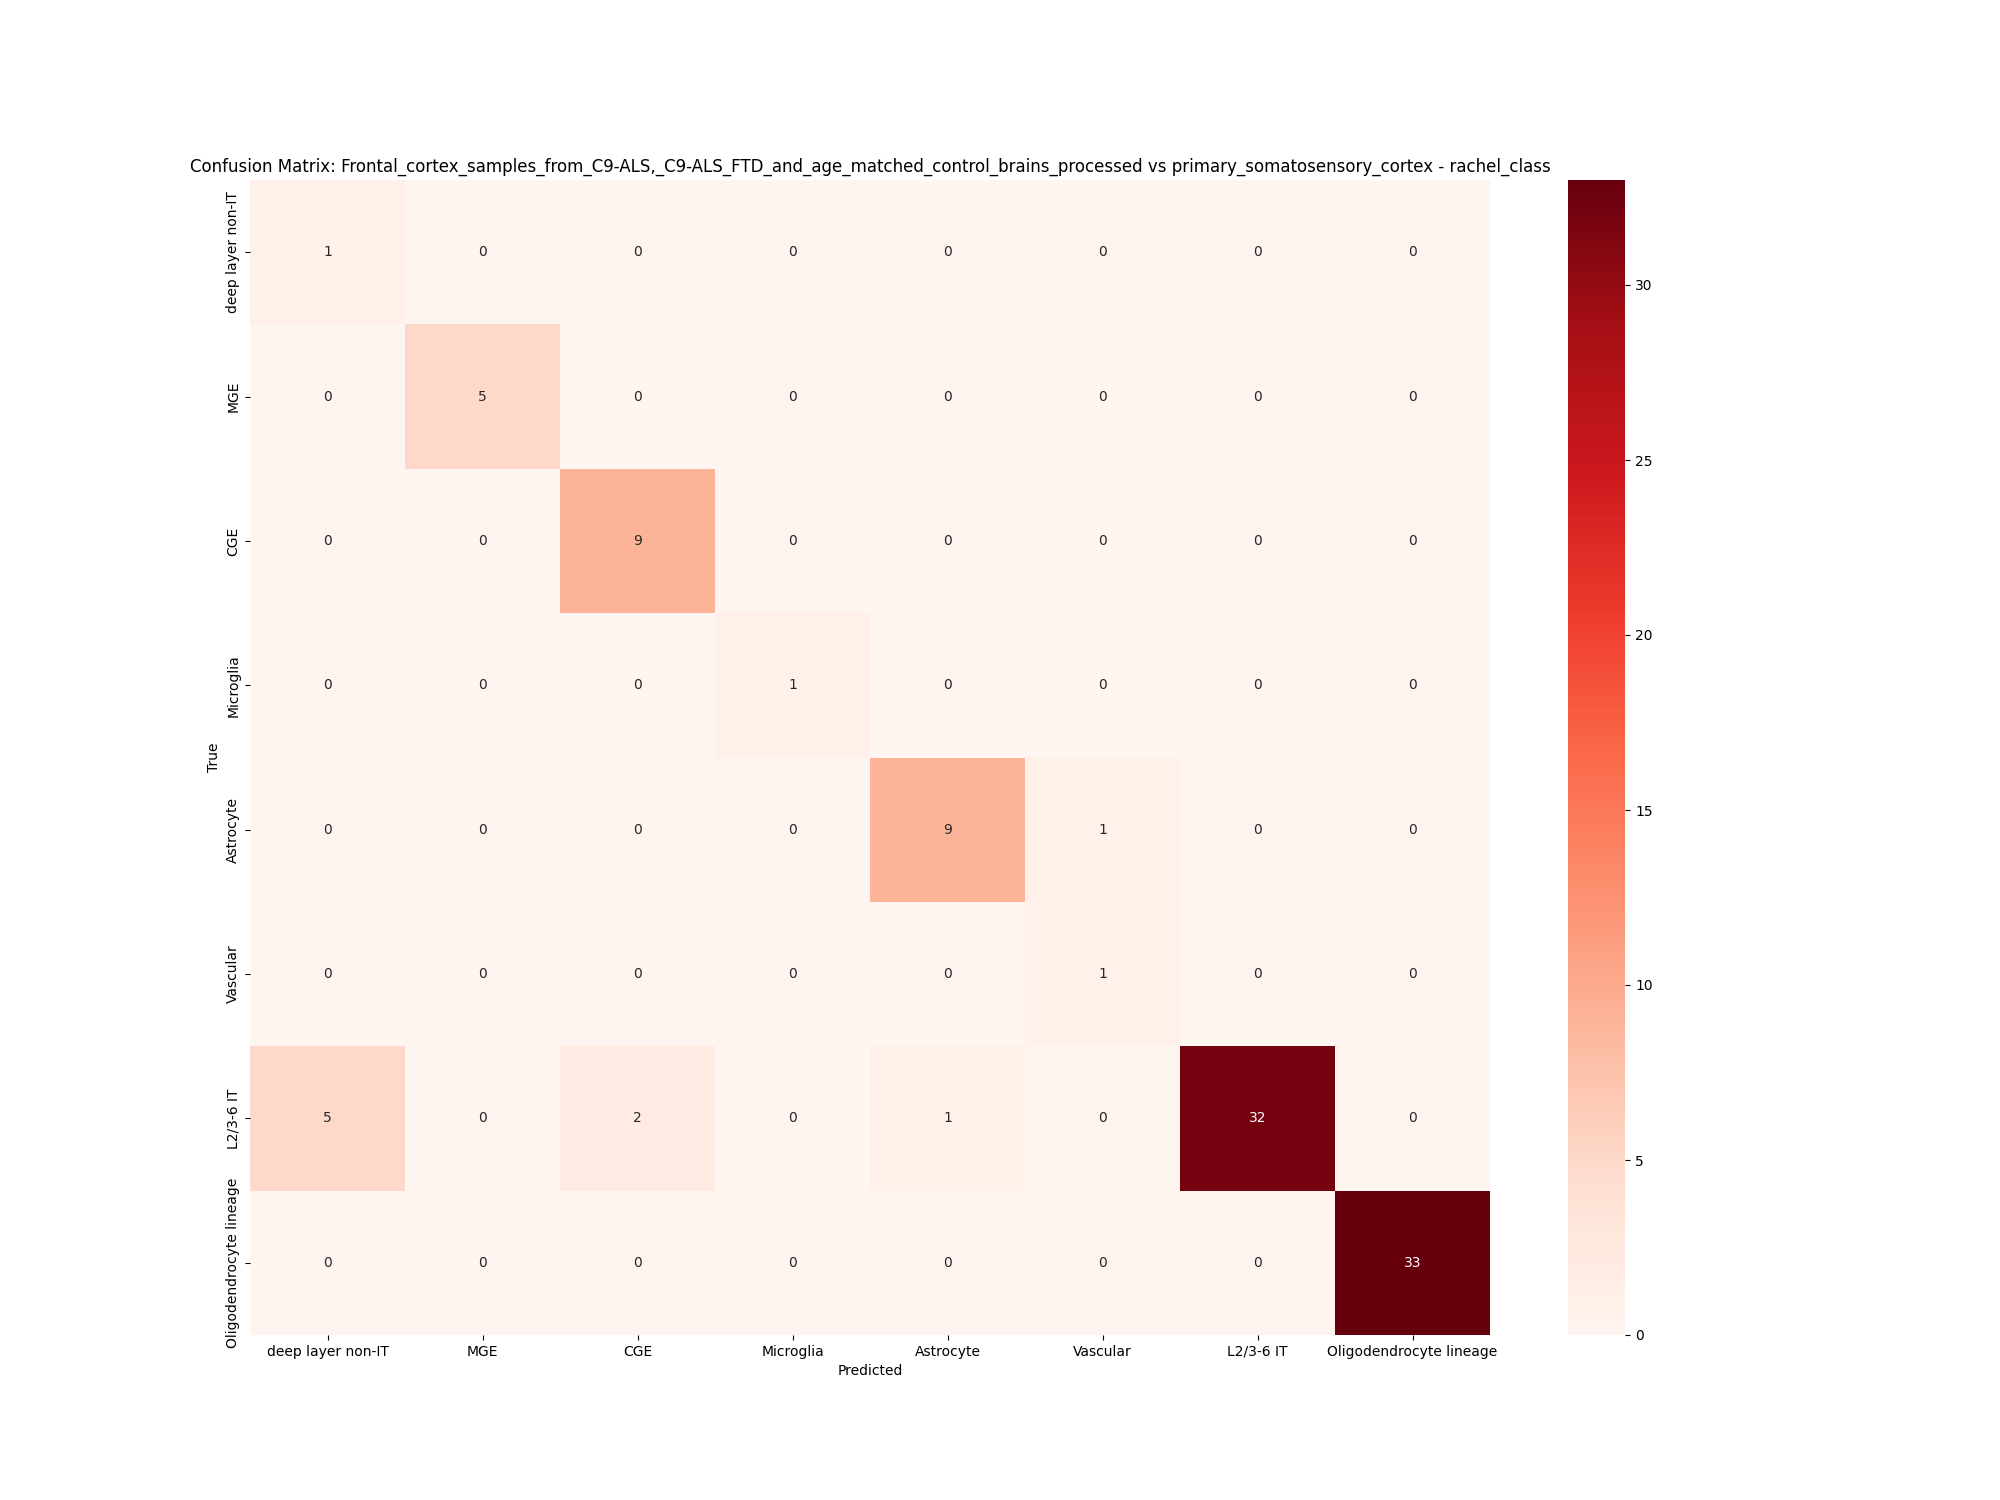 Confusion Matrix: Frontal_cortex_samples_from_C9-ALS,_C9-ALS_FTD_and_age_matched_control_brains_processed vs primary_somatosensory_cortex - rachel_class
True
deep layer non-IT
1 0 0 0 0 0 0 0
MGE
0 5 0 0 0 0 0 0
CGE
0 0 9 0 0 0 0 0
Microglia
0 0 0 1 0 0 0 0
Astrocyte
0 0 0 0 9 1 0 0
Vascular
0 0 0 0 0 1 0 0
L2/3-6 IT
5 0 2 0 1 0 32 0
Oligodendrocyte lineage
0 0 0 0 0 0 0 33
deep layer non-IT MGE CGE Microglia Astrocyte Vascular L2/3-6 IT Oligodendrocyte lineage
Predicted
30
25
20
15
10
5
0